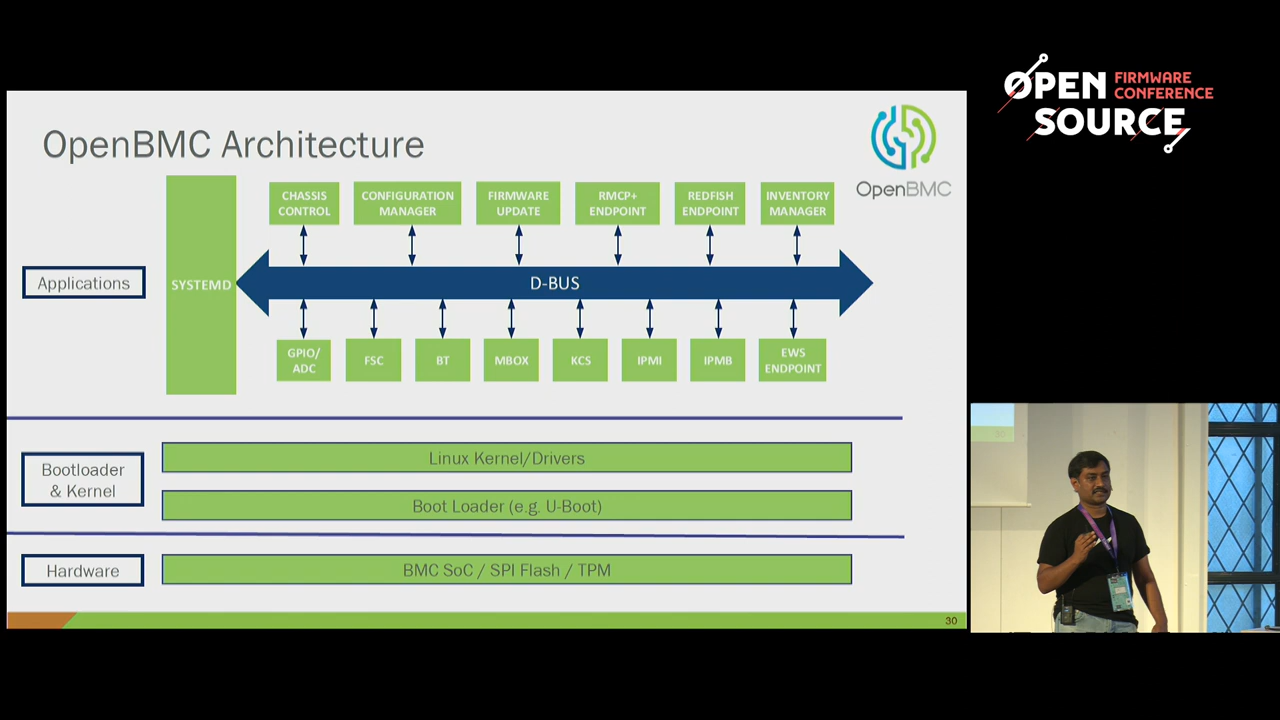 OPEN FIRMWARE
CONFERENCE
SOURCE
OpenBMC Architecture
OpenBMC
CHASSIS
CONTROL
CONFIGURATION
MANAGER
FIRMWARE
UPDATE
RMCP+
ENDPOINT
REDFISH
ENDPOINT
INVENTORY
MANAGER
Applications
SYSTEMD
D-BUS
GPIO/
ADC
FSC
BT
MBOX
KCS
IPMI
IPMB
EWS
ENDPOINT
Bootloader
& Kernel
Linux Kernel/Drivers
Boot Loader (e.g. U-Boot)
Hardware
BMC SoC / SPI Flash / TPM
30